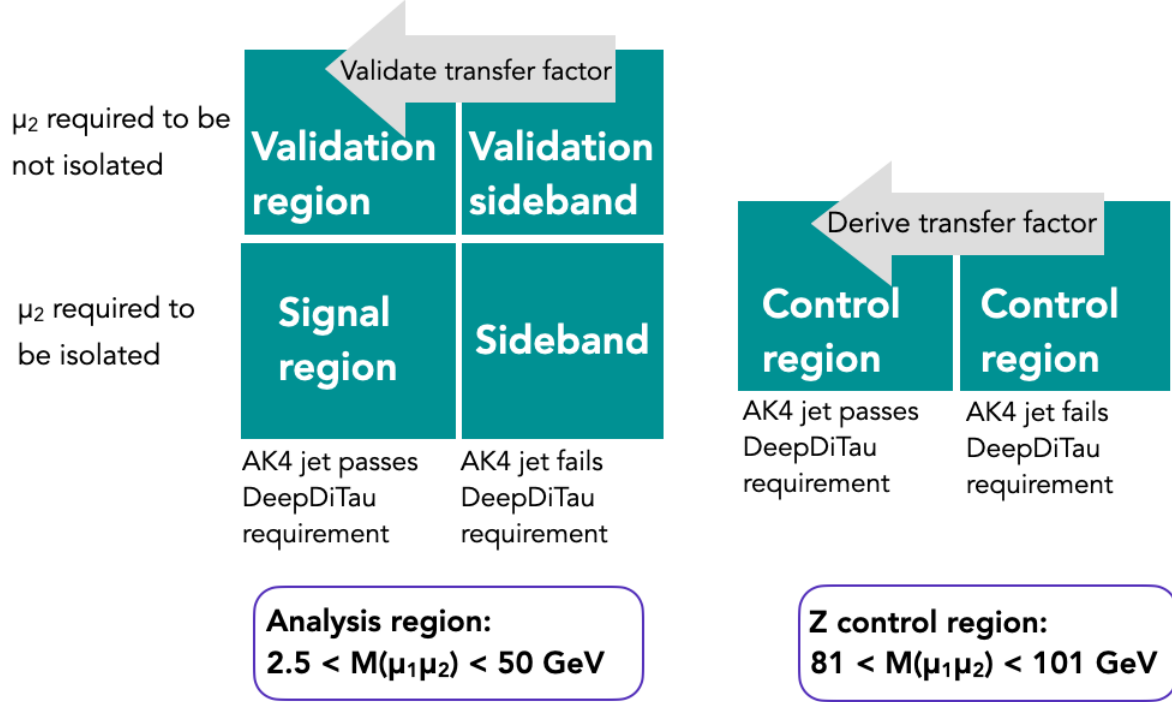 Validate transfer factor
μ₂ required to be
not isolated
Validation
region
Validation
sideband
Derive transfer factor
μ₂ required to
be isolated
Signal
region
Sideband
Control
region
Control
region
AK4 jet passes
DeepDiTau
requirement
AK4 jet fails
DeepDiTau
requirement
AK4 jet passes
DeepDiTau
requirement
AK4 jet fails
DeepDiTau
requirement
Analysis region:
2.5 < M(μ₁μ₂) < 50 GeV
Z control region:
81 < M(μ₁μ₂) < 101 GeV